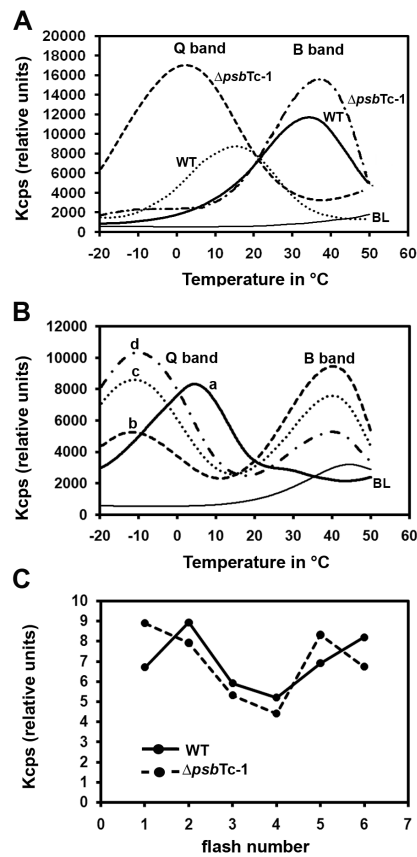 A
Q band
B band
ΔpsbTc-1
ΔpsbTc-1
WT
WT
BL
Kcps (relative units)
20000
18000
16000
14000
12000
10000
8000
6000
4000
2000
0
-20 -10 0 10 20 30 40 50 60
Temperature in °C
B
Q band
B band
d
c
b
a
BL
Kcps (relative units)
12000
10000
8000
6000
4000
2000
0
-20 -10 0 10 20 30 40 50 60
Temperature in °C
C
Kcps (relative units)
10
9
8
7
6
5
4
3
2
1
0
WT
ΔpsbTc-1
0 1 2 3 4 5 6 7
flash number